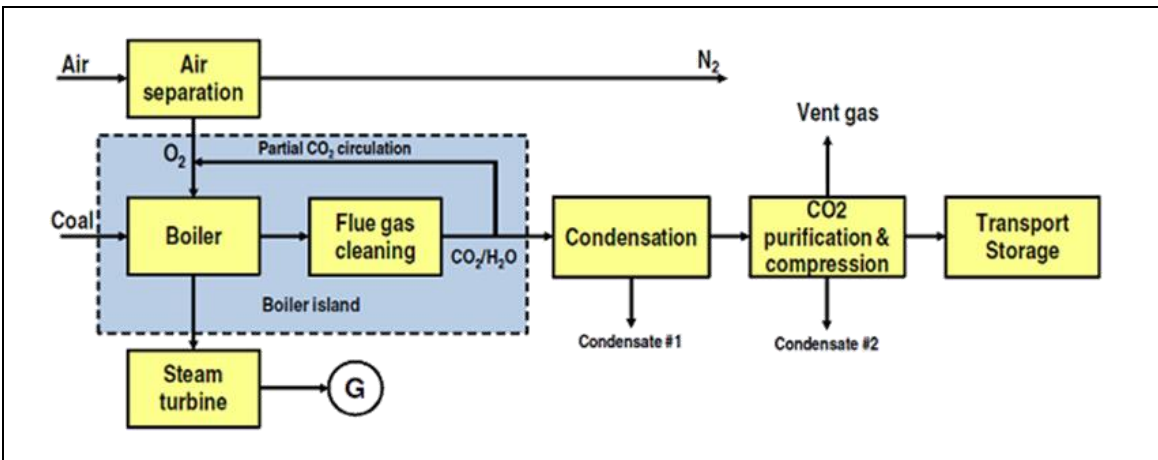 Air
Air
separation
N₂
Vent gas
O₂
Partial CO₂ circulation
Coal
Boiler
Flue gas
cleaning
CO₂/H₂O
Condensation
CO2
purification &
compression
Transport
Storage
Boiler island
Condensate #1
Condensate #2
Steam
turbine
G